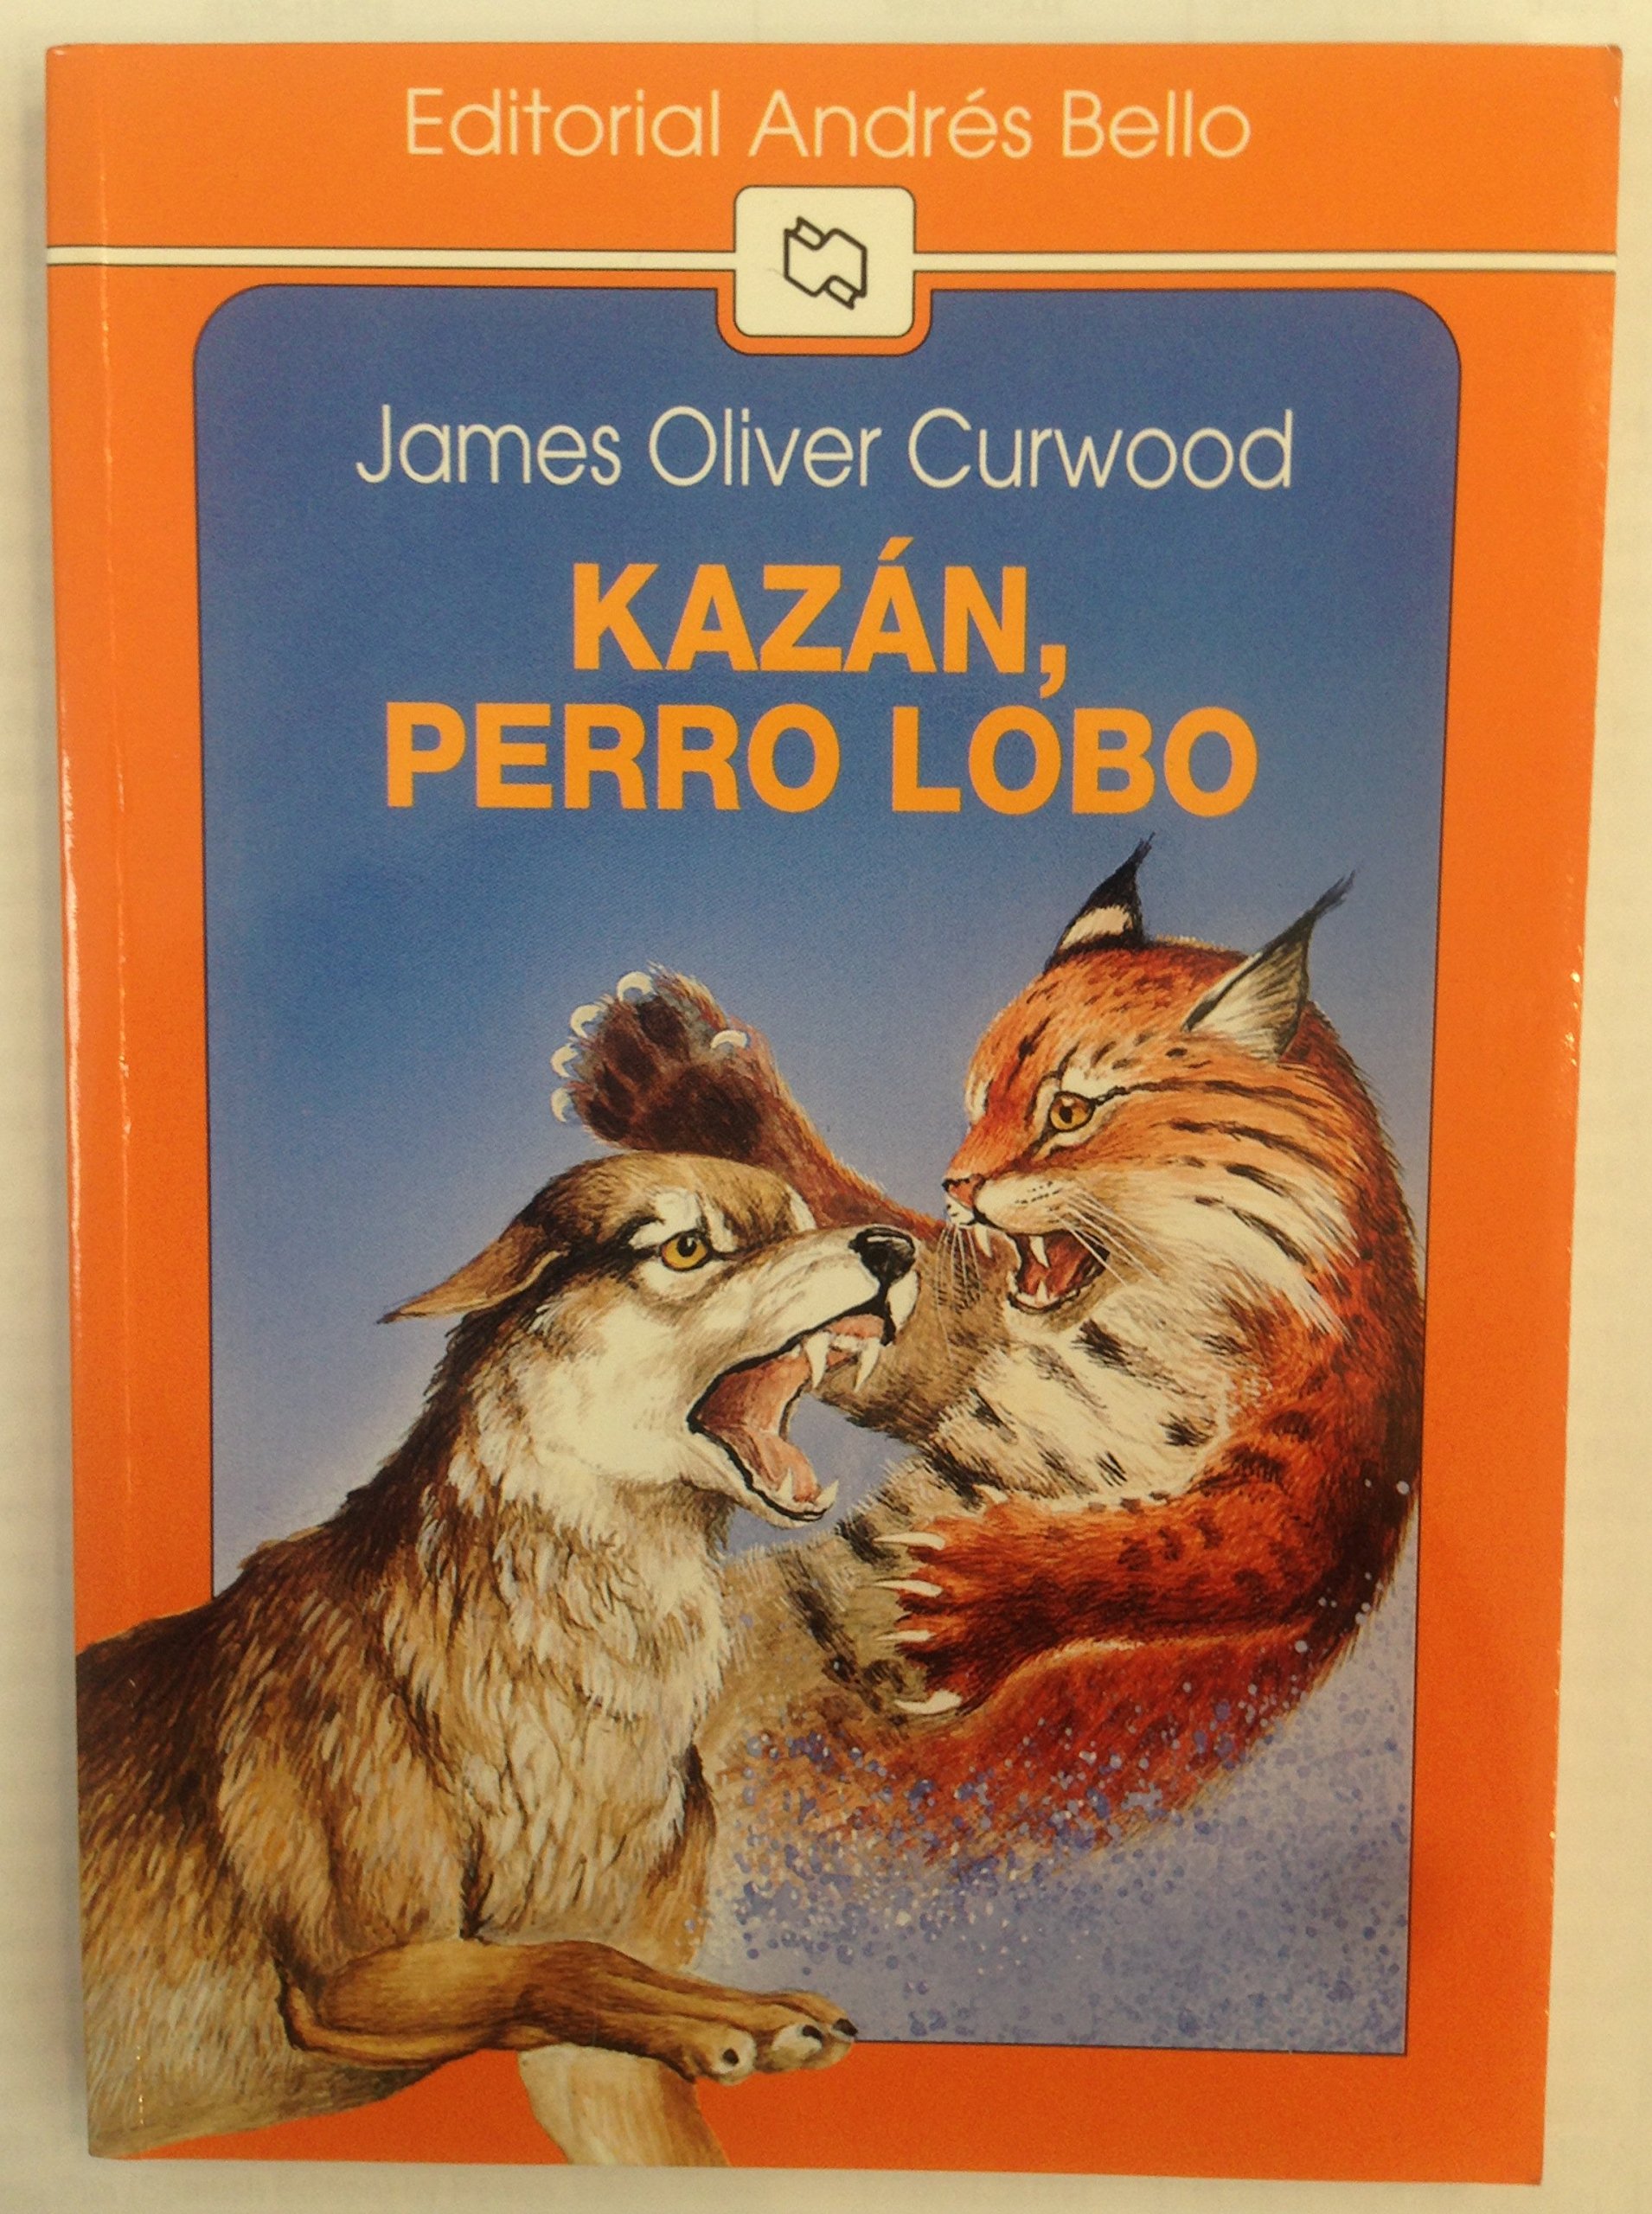 Editorial Andrés Bello
James Oliver Curwood
KAZÁN,
PERRO LOBO